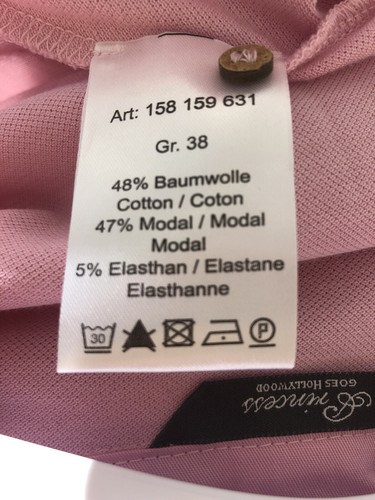 Art: 158 159 631
Gr. 38
48% Baumwolle
Cotton / Coton
47% Modal / Modal
Modal
5% Elasthan / Elastane
Elasthanne
30
P
Princess
GOES HOLLYWOOD